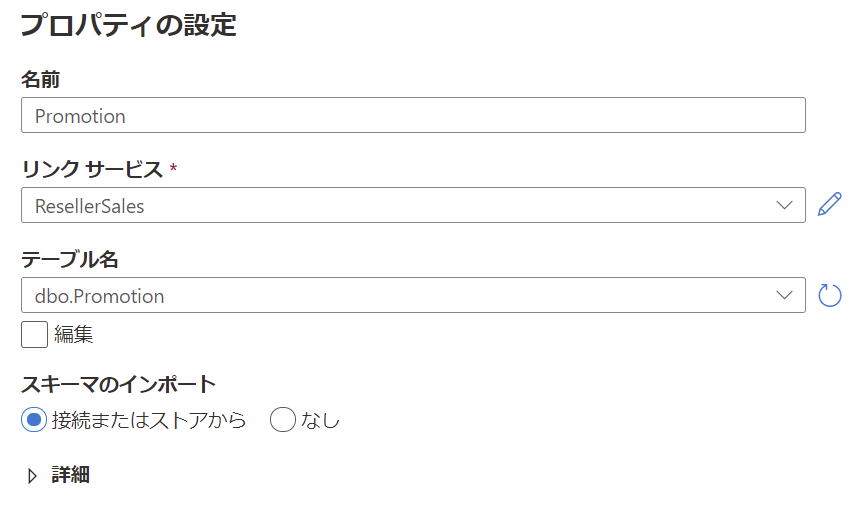 プロパティの設定
名前
Promotion
リンク サービス *
ResellerSales
テーブル名
dbo.Promotion
編集
スキーマのインポート
接続またはストアから なし
詳細